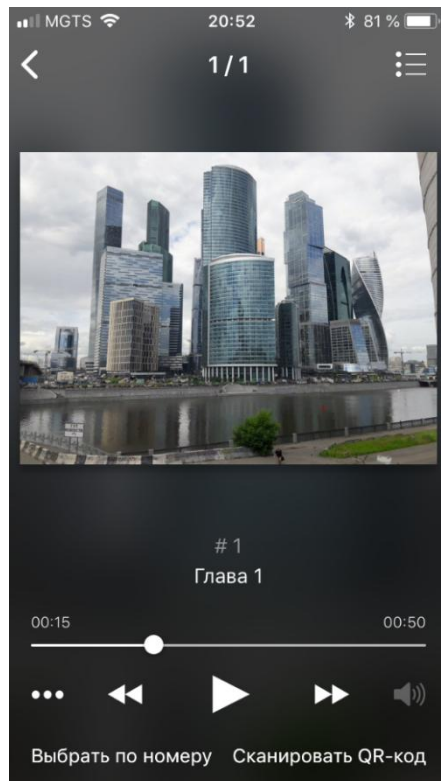 MGTS 20:52 81 %
1/1
# 1
Глава 1
00:15 00:50
Выбрать по номеру Сканировать QR-код